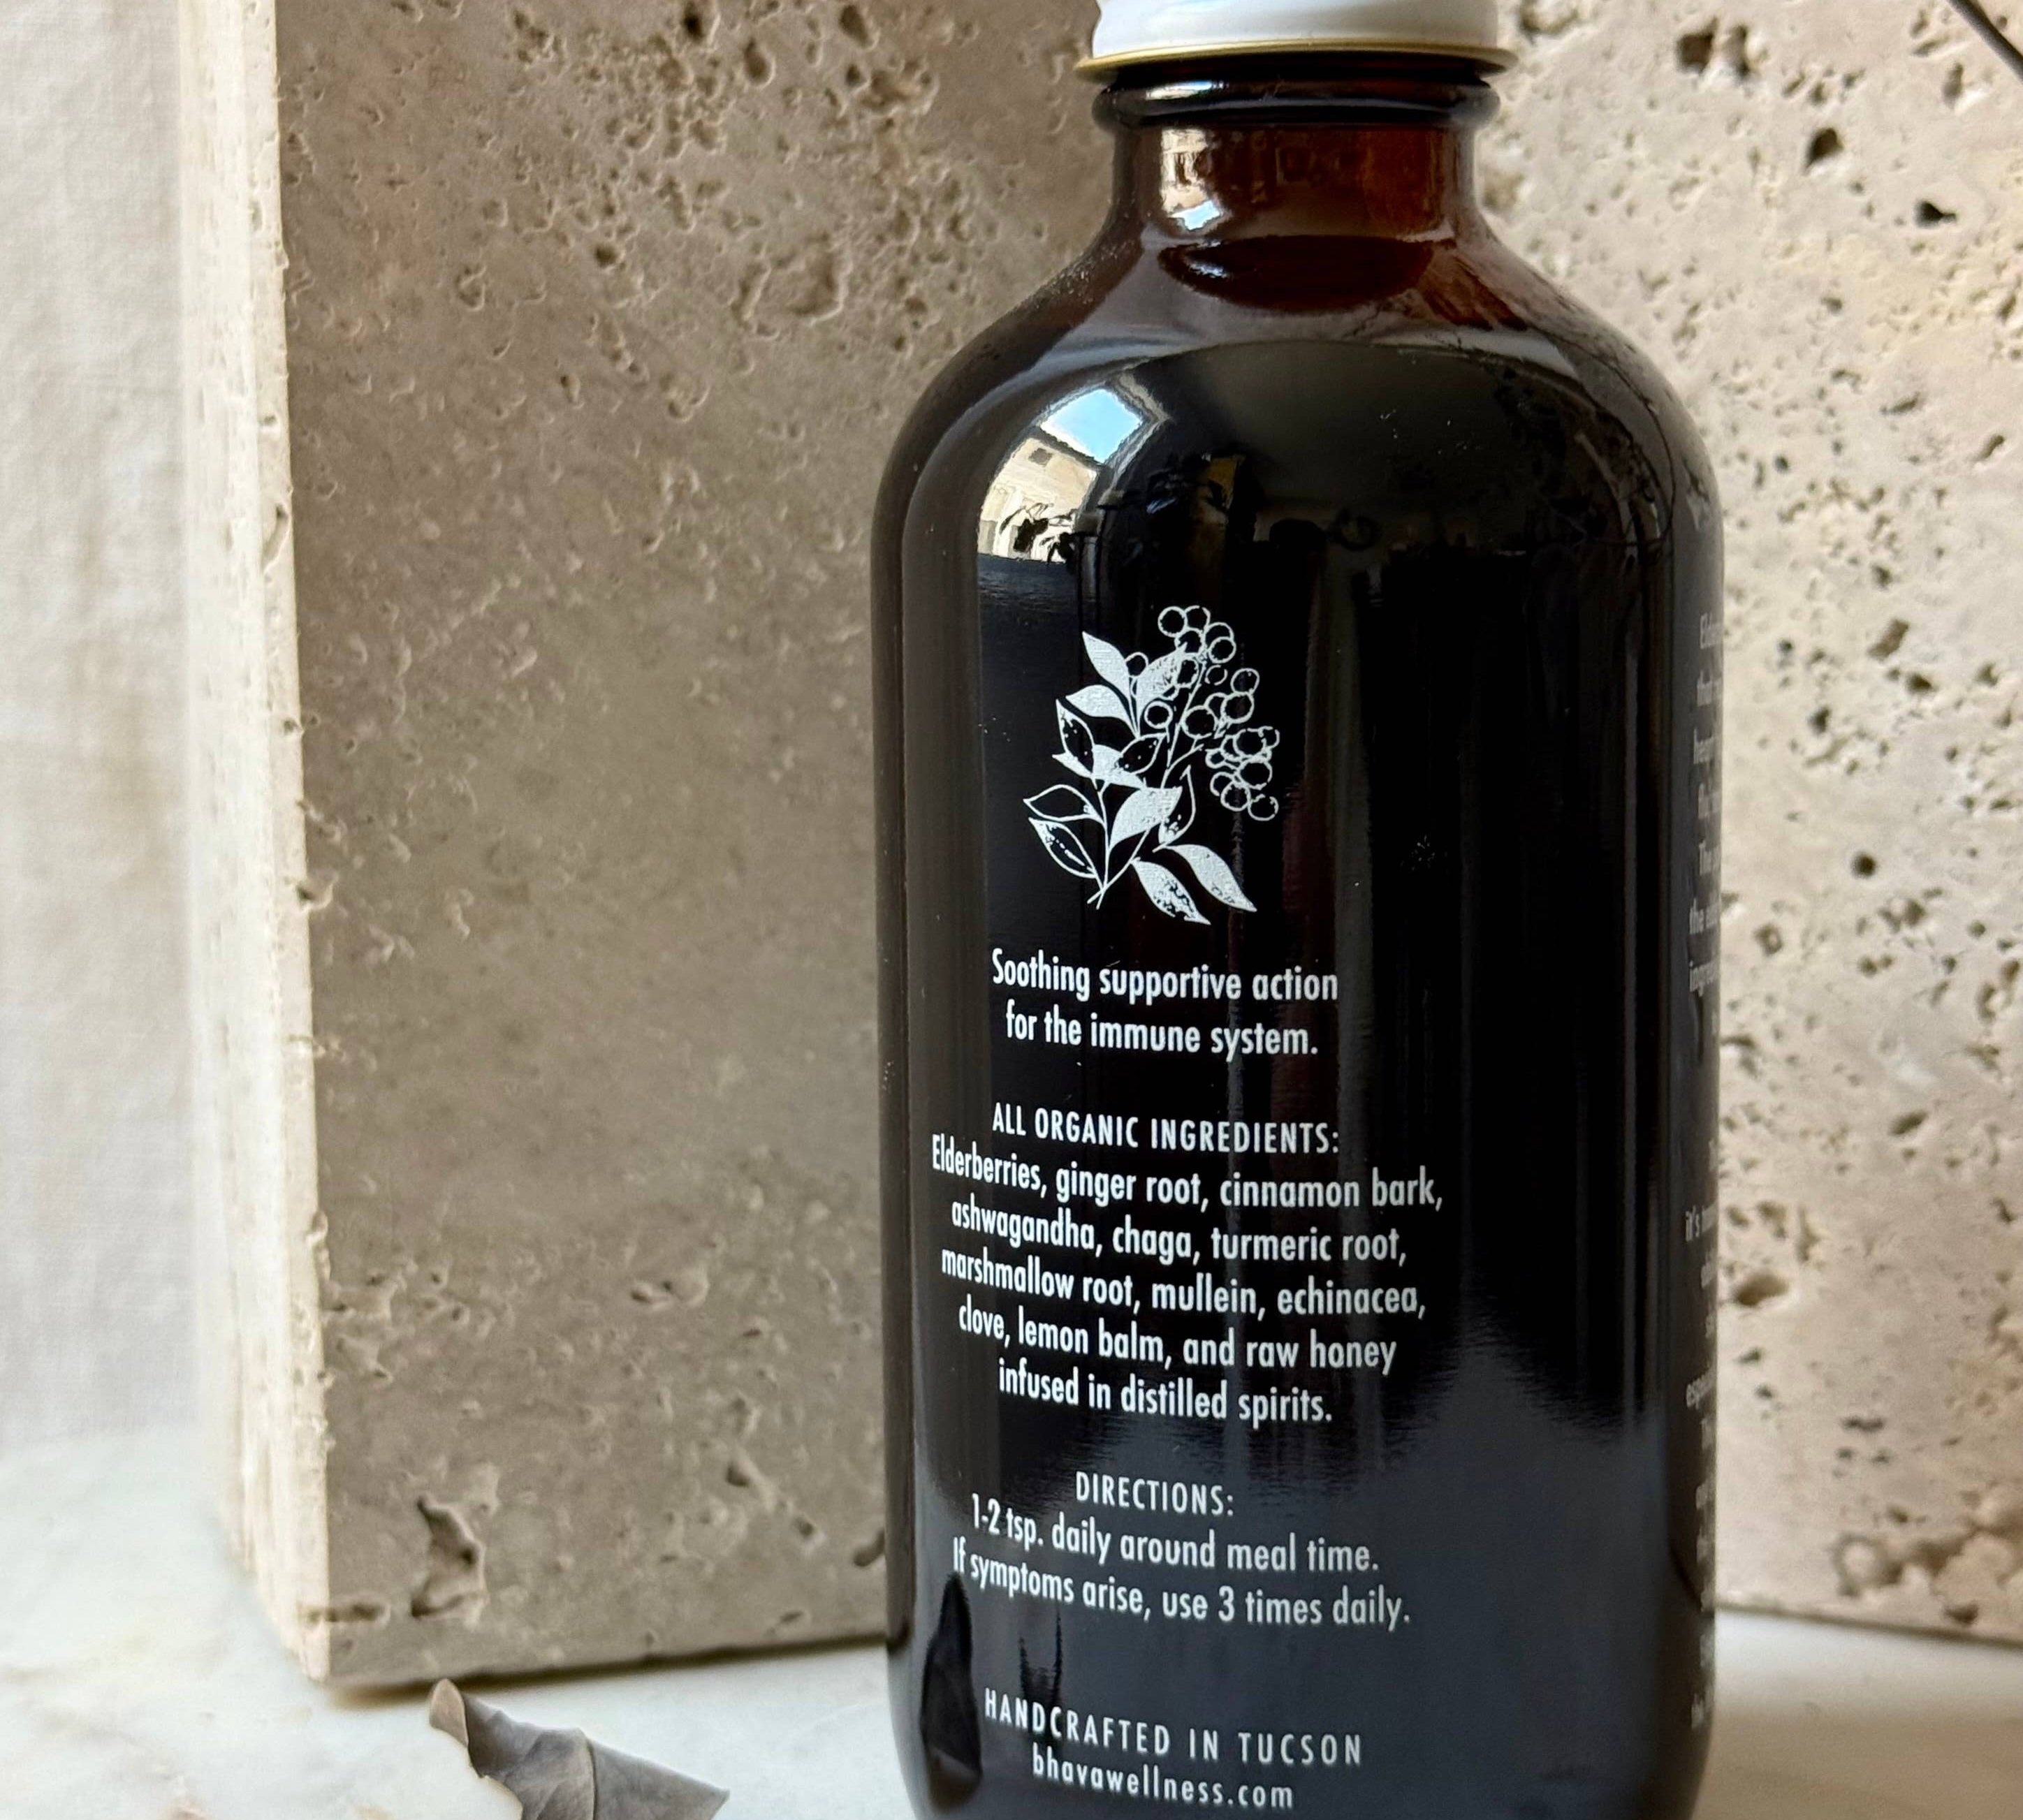 Soothing supportive action
for the immune system.
ALL ORGANIC INGREDIENTS:
Elderberries, ginger root, cinnamon bark,
ashwagandha, chaga, turmeric root,
marshmallow root, mullein, echinacea,
clove, lemon balm, and raw honey
infused in distilled spirits.
DIRECTIONS:
1-2 tsp. daily around meal time.
If symptoms arise, use 3 times daily.
HANDCRAFTED IN TUCSON
bhavawellness.com